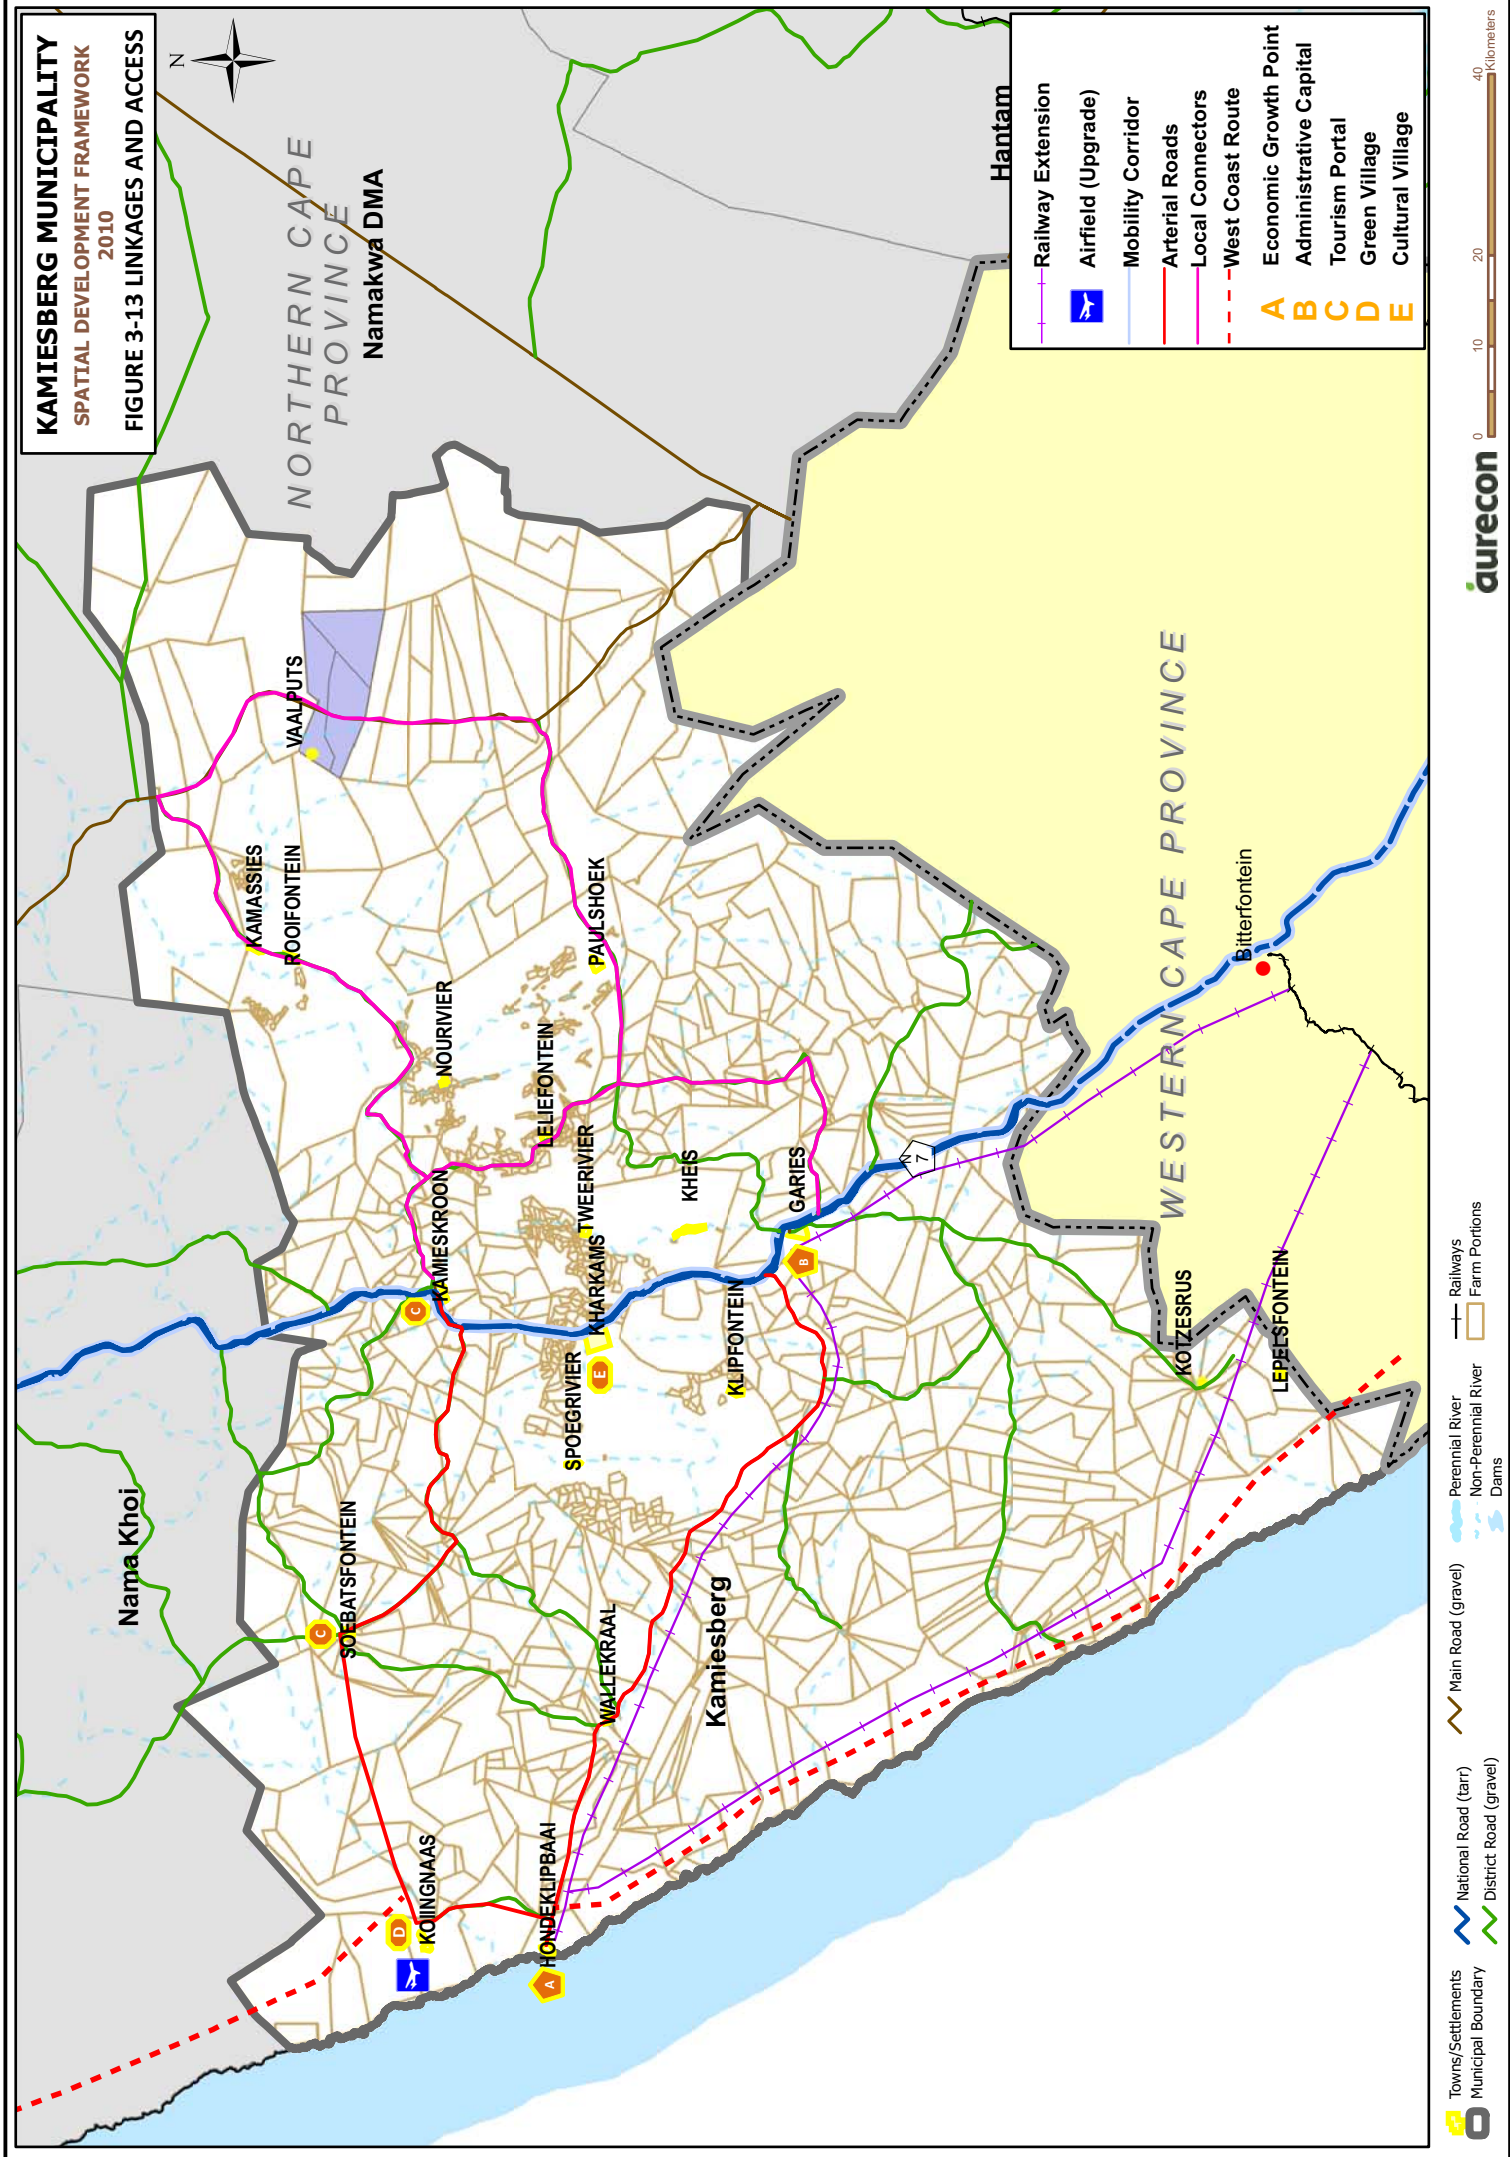 KAMIESBERG MUNICIPALITY
SPATIAL DEVELOPMENT FRAMEWORK
2010
FIGURE 3-13 LINKAGES AND ACCESS
N
NORTHERN CAPE
PROVINCE
Namakwa DMA
Hantam
Nama Khoi
Kamiesberg
WESTERN CAPE PROVINCE
VAALPUTS
KAMASSIES
ROOIFONTEIN
NOURIVIER
PAULSHOEK
LELIEFONTEIN
TWEERIVIER
KHEIS
GARIES
KAMIESKROON
KHARKAMS
SPOEGRIVIER
KLIPFONTEIN
SOEBATSFONTEIN
WALLEKRAAL
KOIINGNAAS
HONDEKLIPBAAI
KOTZESRUS
LEPELSFONTEIN
Bitterfontein
N
7
A
B
C
C
D
E
Railway Extension
Airfield (Upgrade)
Mobility Corridor
Arterial Roads
Local Connectors
West Coast Route
A Economic Growth Point
B Administrative Capital
C Tourism Portal
D Green Village
E Cultural Village
Towns/Settlements
Municipal Boundary
National Road (tarr)
District Road (gravel)
Main Road (gravel)
Perennial River
Non-Perennial River
Dams
Railways
Farm Portions
aurecon
0 10 20 40
Kilometers